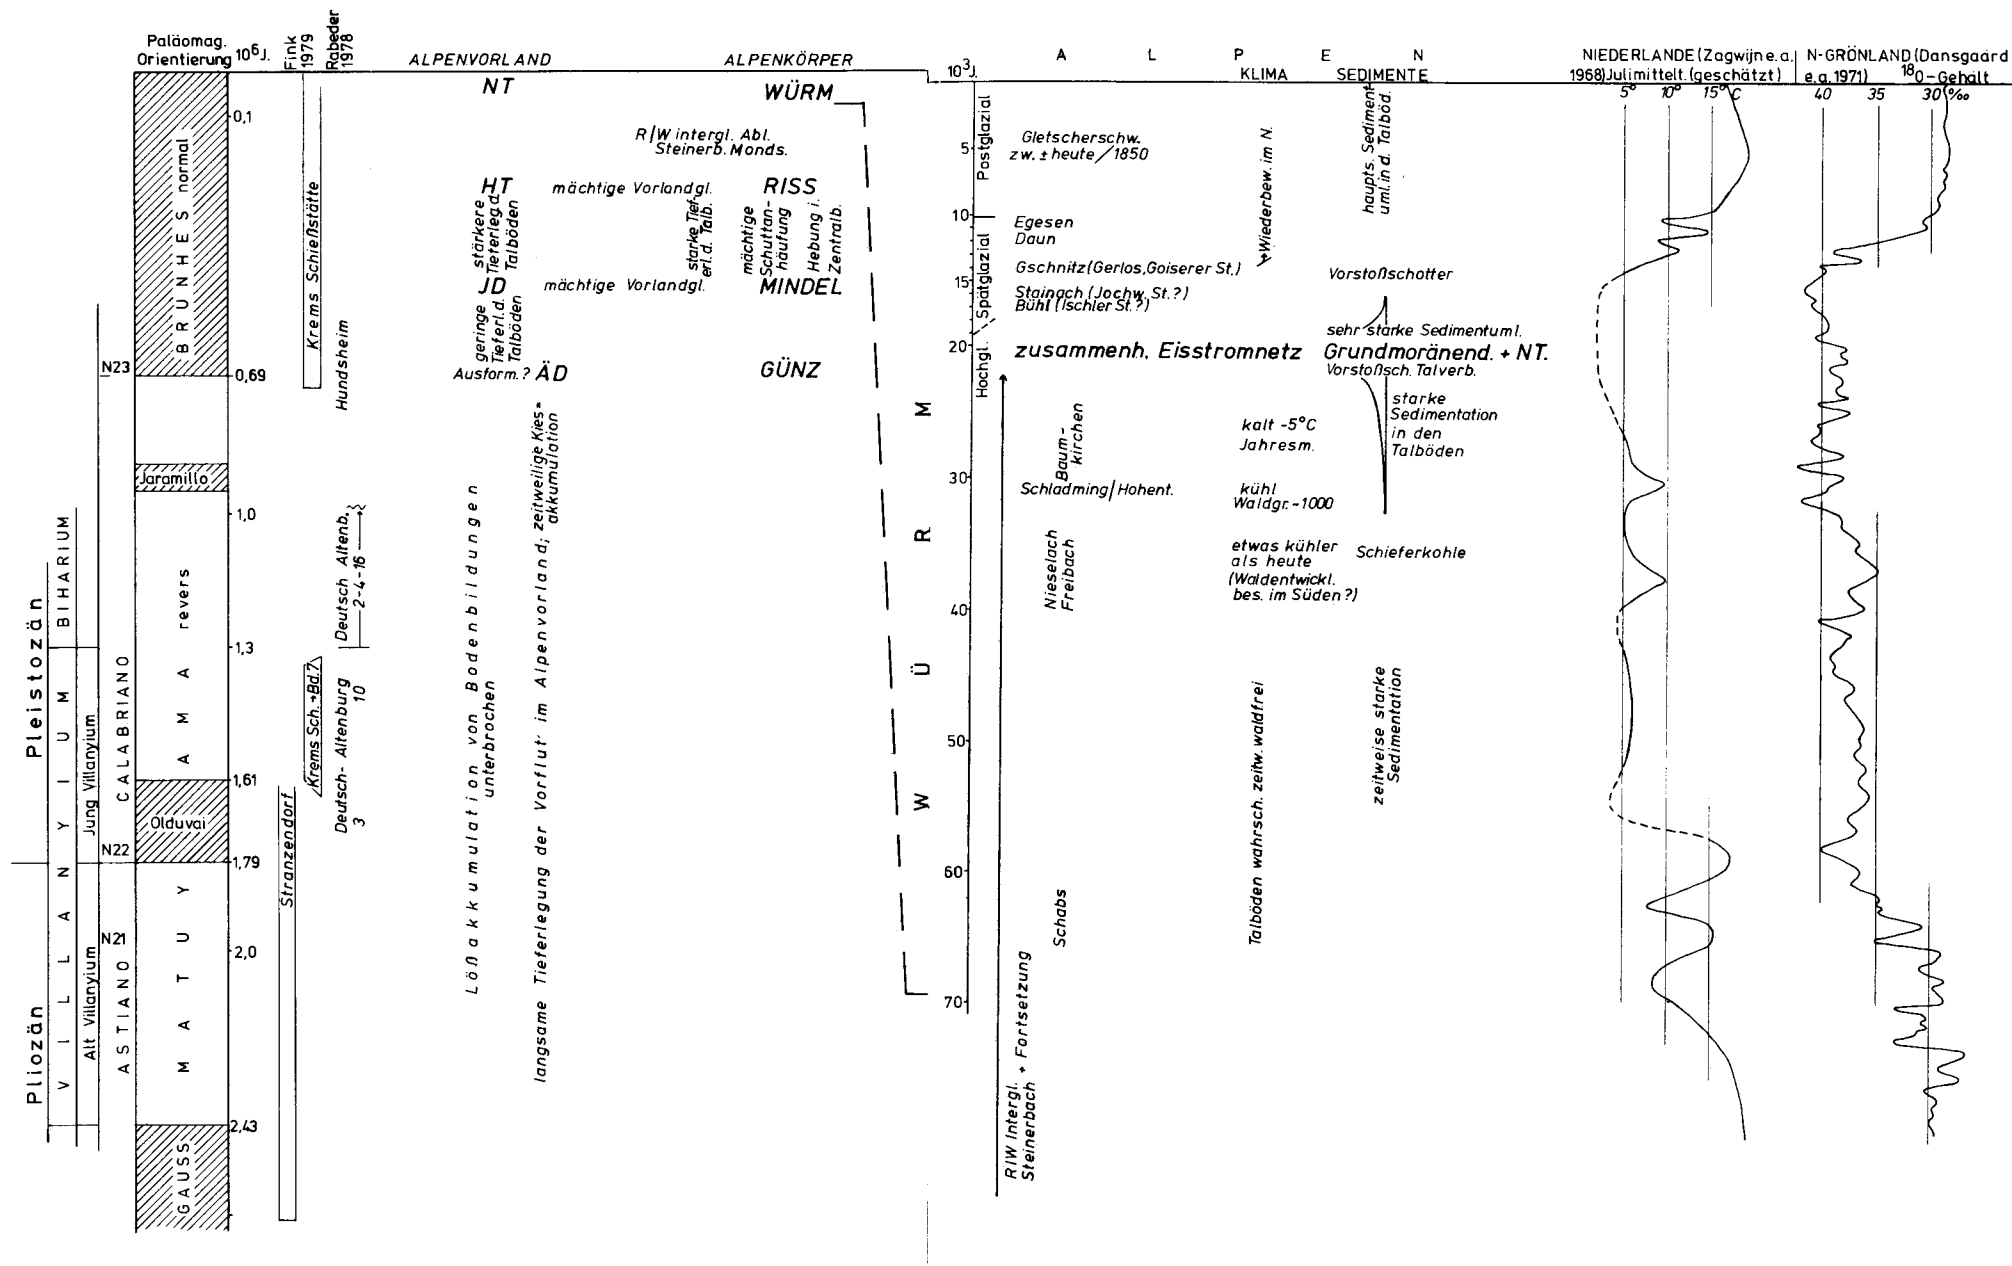 Paläomag.
Orientierung
10⁶J.
Fink
1979
Rabeder
1978
ALPENVORLAND
ALPENKÖRPER
10³J.
A L P E N
KLIMA
SEDIMENTE
NIEDERLANDE (Zagwijne.a.
1968)Julimittelt.(geschätzt)
5° 10° 15° C
N-GRÖNLAND (Dansgaard
e.a.1971) ¹⁸O-Gehalt
40 35 30 ‰
Pleistozän
Pliozän
BIHARIUM
VILLANYIUM
Jung Villanyium
Alt Villanyium
CALABRIANO
ASTIANO
N23
N22
N21
BRUNHES normal
Jaramillo
MATUYAMA revers
Olduvai
GAUSS
0,1
0,69
1,0
1,3
1,61
1,79
2,0
2,43
Krems Schießstätte
Hundsheim
Deutsch Altenb.
2-4-16
Krems Sch.→Bd.7
Deutsch-Altenburg
10
3
Stranzendorf
NT
WÜRM
R/W intergl. Abl.
Steinerb. Monds.
HT
mächtige Vorlandgl.
RISS
stärkere
Tieferleg.d.
Talböden
starke Tief-
erl.d. Talb.
mächtige
Schuttan-
häufung
Hebung i.
Zentralb.
JD
mächtige Vorlandgl.
MINDEL
geringe
Tieferl.d.
Talböden
Ausform.? ÄD
GÜNZ
Lößakkumulation von Bodenbildungen
unterbrochen
langsame Tieferlegung der Vorflut im Alpenvorland; zeitweilige Kies=
akkumulation
WÜRM
5
10
15
20
30
40
50
60
70
Postglazial
Spätglazial
Hochgl.
Gletscherschw.
zw. ± heute/1850
Egesen
Daun
Gschnitz (Gerlos,Goiserer St.)
Stainach (Jochw. St.?)
Bühl (Ischler St.?)
zusammenh. Eisstromnetz
Baum-
kirchen
Schladming/Hohent.
Nieselach
Freibach
Schabs
R/W Intergl.
Steinerbach + Fortsetzung
Wiederbew. im N.
kalt -5°C
Jahresm.
kühl
Waldgr. ~1000
etwas kühler
als heute
(Waldentwickl.
bes. im Süden?)
Talböden wahrsch. zeitw. waldfrei
haupts. Sediment-
uml. in d. Talböd.
Vorstoßschotter
sehr starke Sedimentuml.
Grundmoränend. + NT.
Vorstoßsch. Talverb.
starke
Sedimentation
in den
Talböden
Schieferkohle
zeitweise starke
Sedimentation